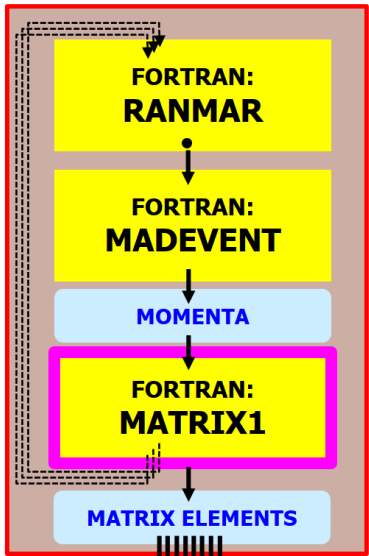 FORTRAN:
RANMAR
FORTRAN:
MADEVENT
MOMENTA
FORTRAN:
MATRIX1
MATRIX ELEMENTS